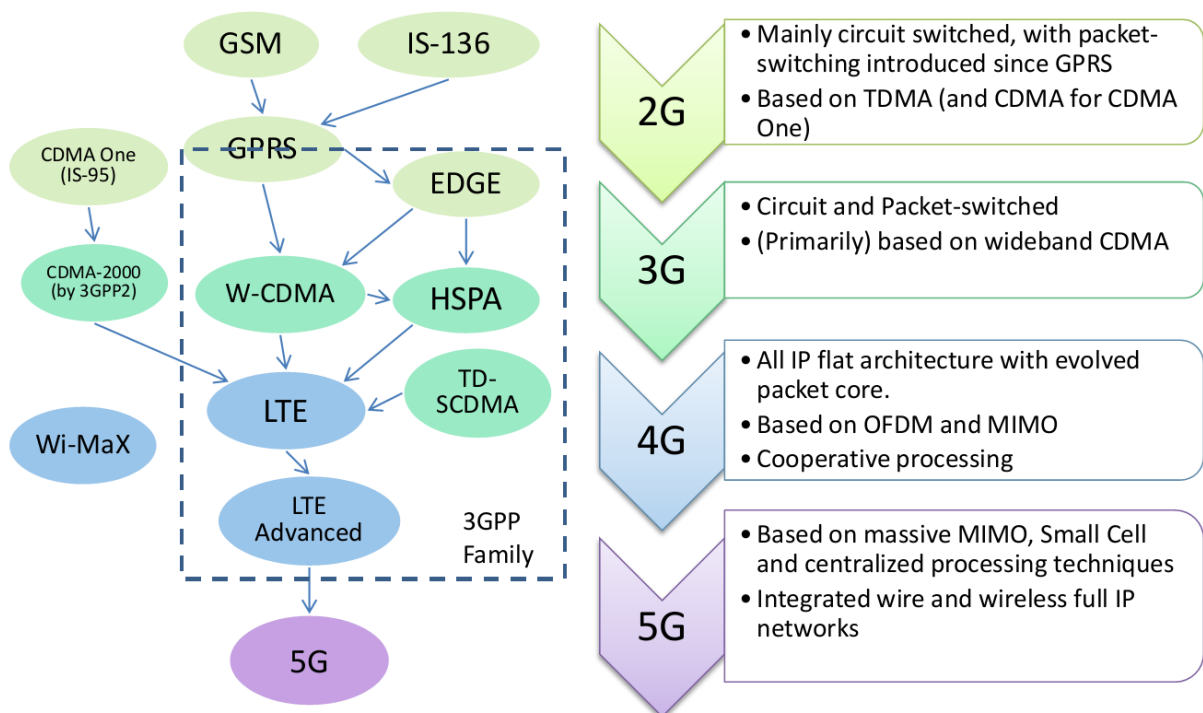 GSM
IS-136
GPRS
CDMA One
(IS-95)
EDGE
CDMA-2000
(by 3GPP2)
W-CDMA
HSPA
TD-
SCDMA
LTE
Wi-MaX
LTE
Advanced
3GPP
Family
5G
2G
• Mainly circuit switched, with packet-
switching introduced since GPRS
• Based on TDMA (and CDMA for CDMA
One)
3G
• Circuit and Packet-switched
• (Primarily) based on wideband CDMA
4G
• All IP flat architecture with evolved
packet core.
• Based on OFDM and MIMO
• Cooperative processing
5G
• Based on massive MIMO, Small Cell
and centralized processing techniques
• Integrated wire and wireless full IP
networks